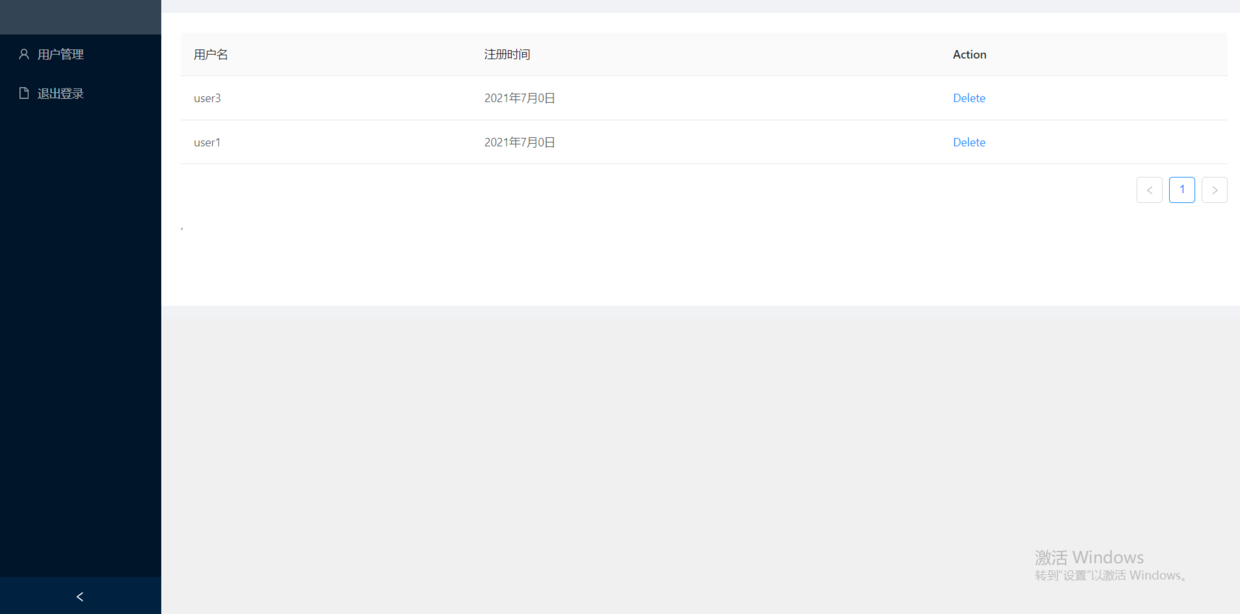 用户管理
退出登录
用户名 注册时间 Action
user3 2021年7月0日 Delete
user1 2021年7月0日 Delete
< 1 >
,
<
激活 Windows
转到"设置"以激活 Windows。